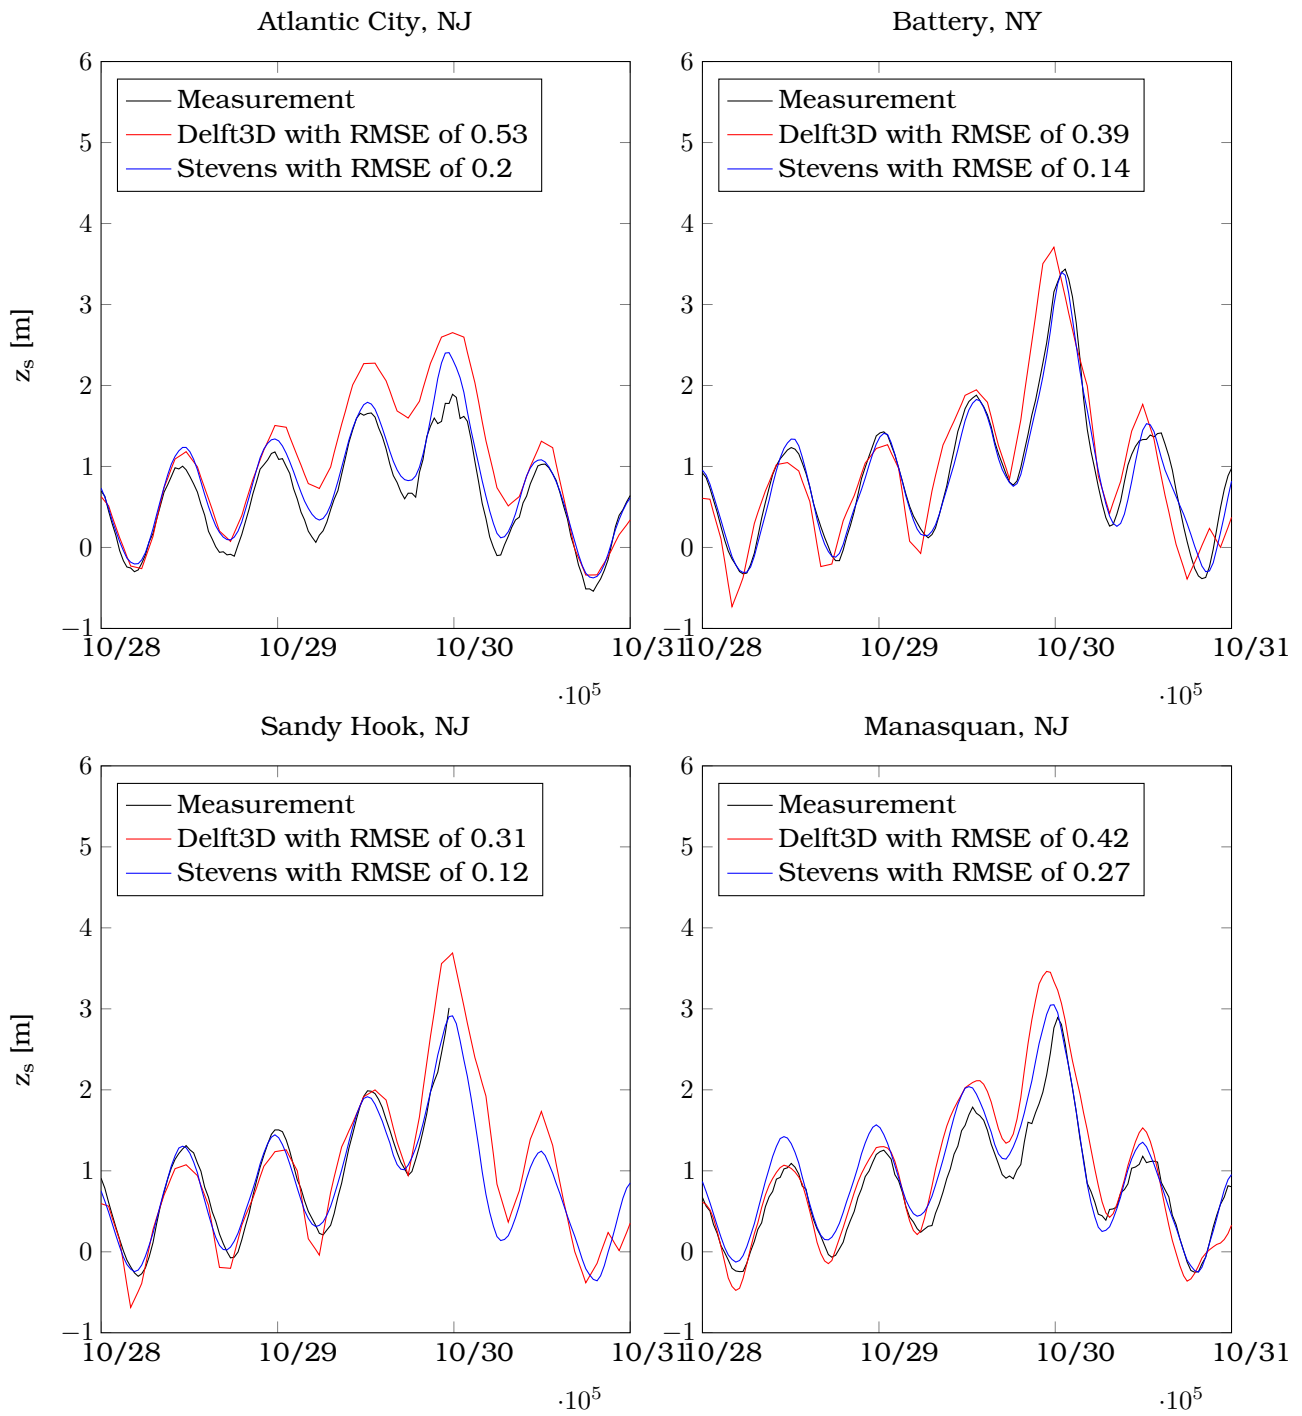 Atlantic City, NJ
Measurement
Delft3D with RMSE of 0.53
Stevens with RMSE of 0.2
6
5
4
3
2
1
0
−1
z_s [m]
10/28 10/29 10/30 10/31
·10^5
Battery, NY
Measurement
Delft3D with RMSE of 0.39
Stevens with RMSE of 0.14
6
5
4
3
2
1
0
−1
10/28 10/29 10/30 10/31
·10^5
Sandy Hook, NJ
Measurement
Delft3D with RMSE of 0.31
Stevens with RMSE of 0.12
6
5
4
3
2
1
0
−1
z_s [m]
10/28 10/29 10/30 10/31
·10^5
Manasquan, NJ
Measurement
Delft3D with RMSE of 0.42
Stevens with RMSE of 0.27
6
5
4
3
2
1
0
−1
10/28 10/29 10/30 10/31
·10^5